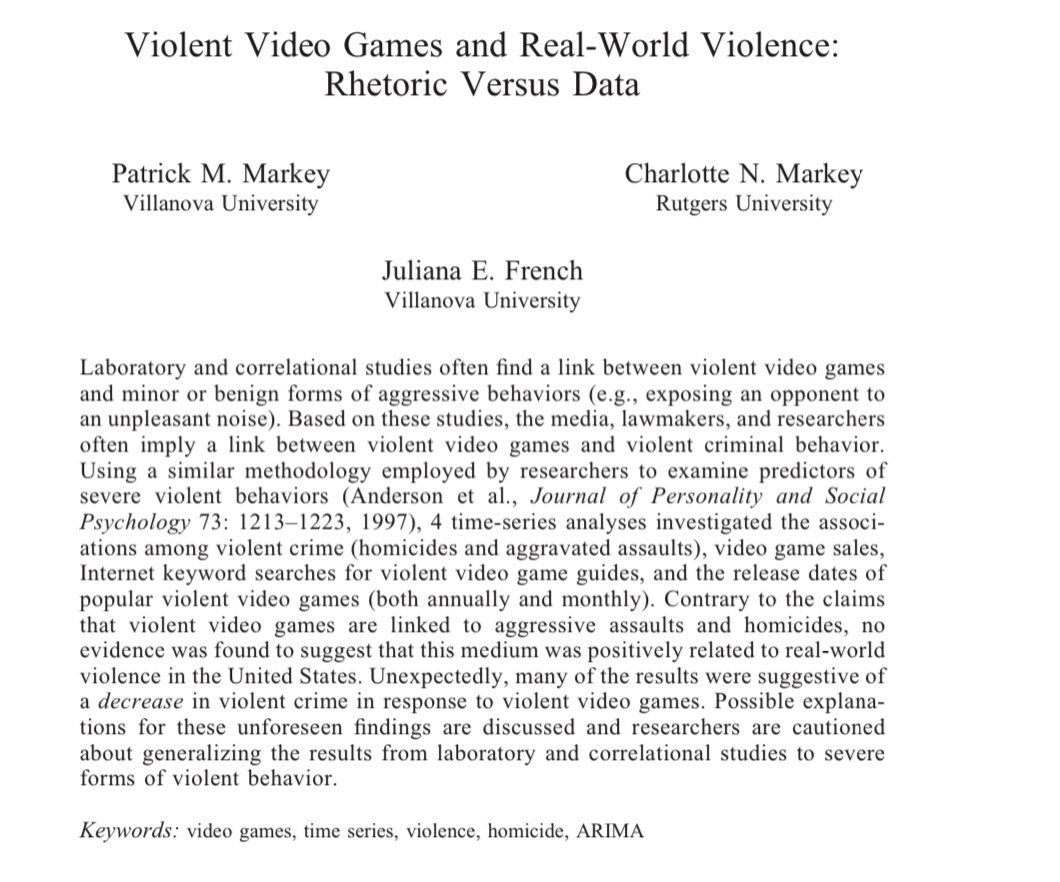 Violent Video Games and Real-World Violence:
Rhetoric Versus Data
Patrick M. Markey
Villanova University
Charlotte N. Markey
Rutgers University
Juliana E. French
Villanova University
Laboratory and correlational studies often find a link between violent video games
and minor or benign forms of aggressive behaviors (e.g., exposing an opponent to
an unpleasant noise). Based on these studies, the media, lawmakers, and researchers
often imply a link between violent video games and violent criminal behavior.
Using a similar methodology employed by researchers to examine predictors of
severe violent behaviors (Anderson et al., Journal of Personality and Social
Psychology 73: 1213–1223, 1997), 4 time-series analyses investigated the associ-
ations among violent crime (homicides and aggravated assaults), video game sales,
Internet keyword searches for violent video game guides, and the release dates of
popular violent video games (both annually and monthly). Contrary to the claims
that violent video games are linked to aggressive assaults and homicides, no
evidence was found to suggest that this medium was positively related to real-world
violence in the United States. Unexpectedly, many of the results were suggestive of
a decrease in violent crime in response to violent video games. Possible explana-
tions for these unforeseen findings are discussed and researchers are cautioned
about generalizing the results from laboratory and correlational studies to severe
forms of violent behavior.
Keywords: video games, time series, violence, homicide, ARIMA